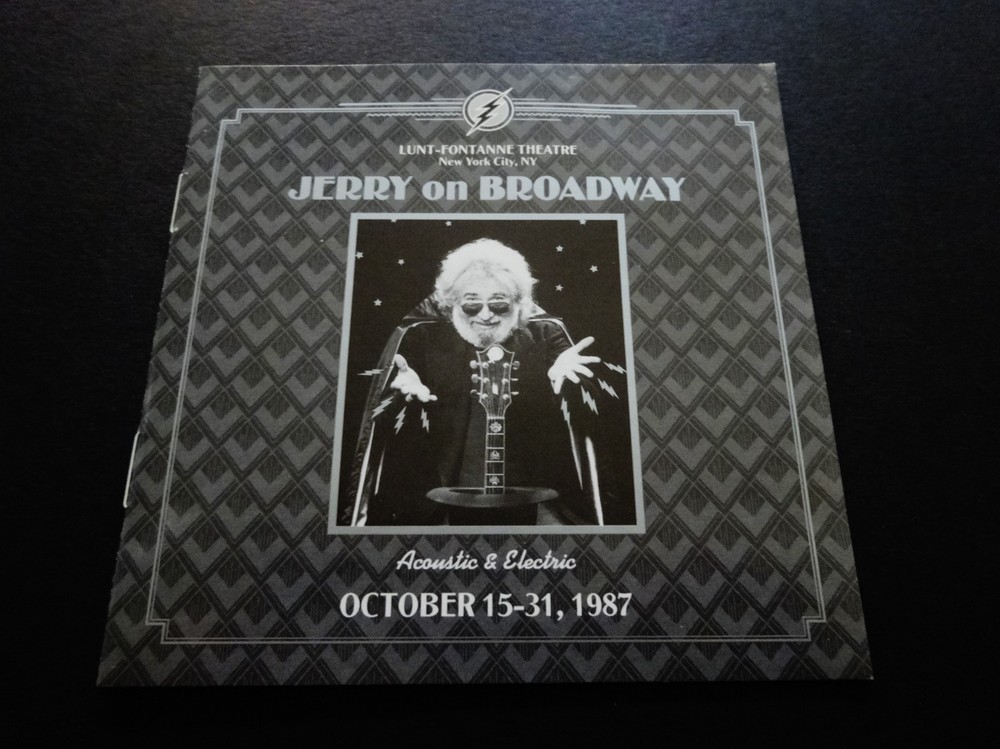 LUNT-FONTANNE THEATRE
New York City, NY
JERRY on BROADWAY
Acoustic & Electric
OCTOBER 15-31, 1987